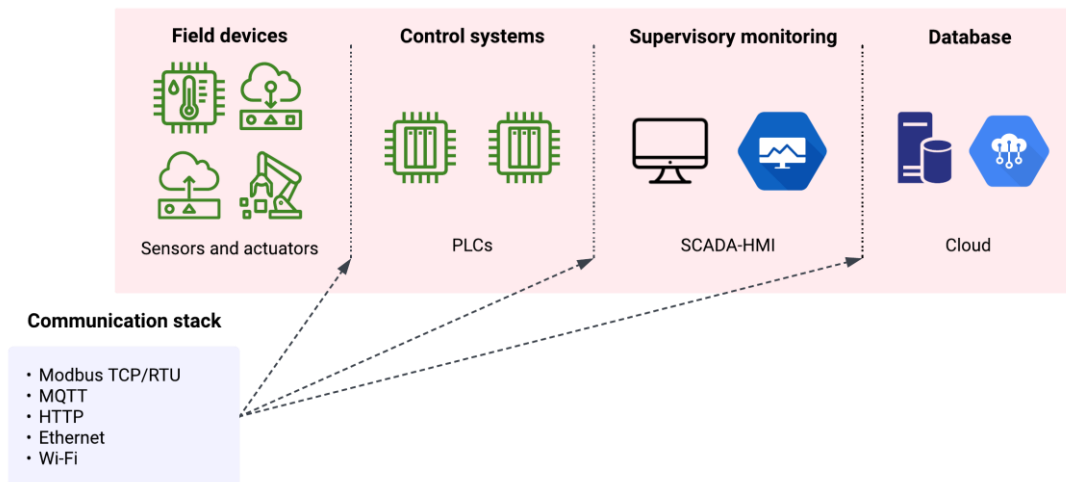 Field devices
Control systems
Supervisory monitoring
Database
Sensors and actuators
PLCs
SCADA-HMI
Cloud
Communication stack
• Modbus TCP/RTU
• MQTT
• HTTP
• Ethernet
• Wi-Fi